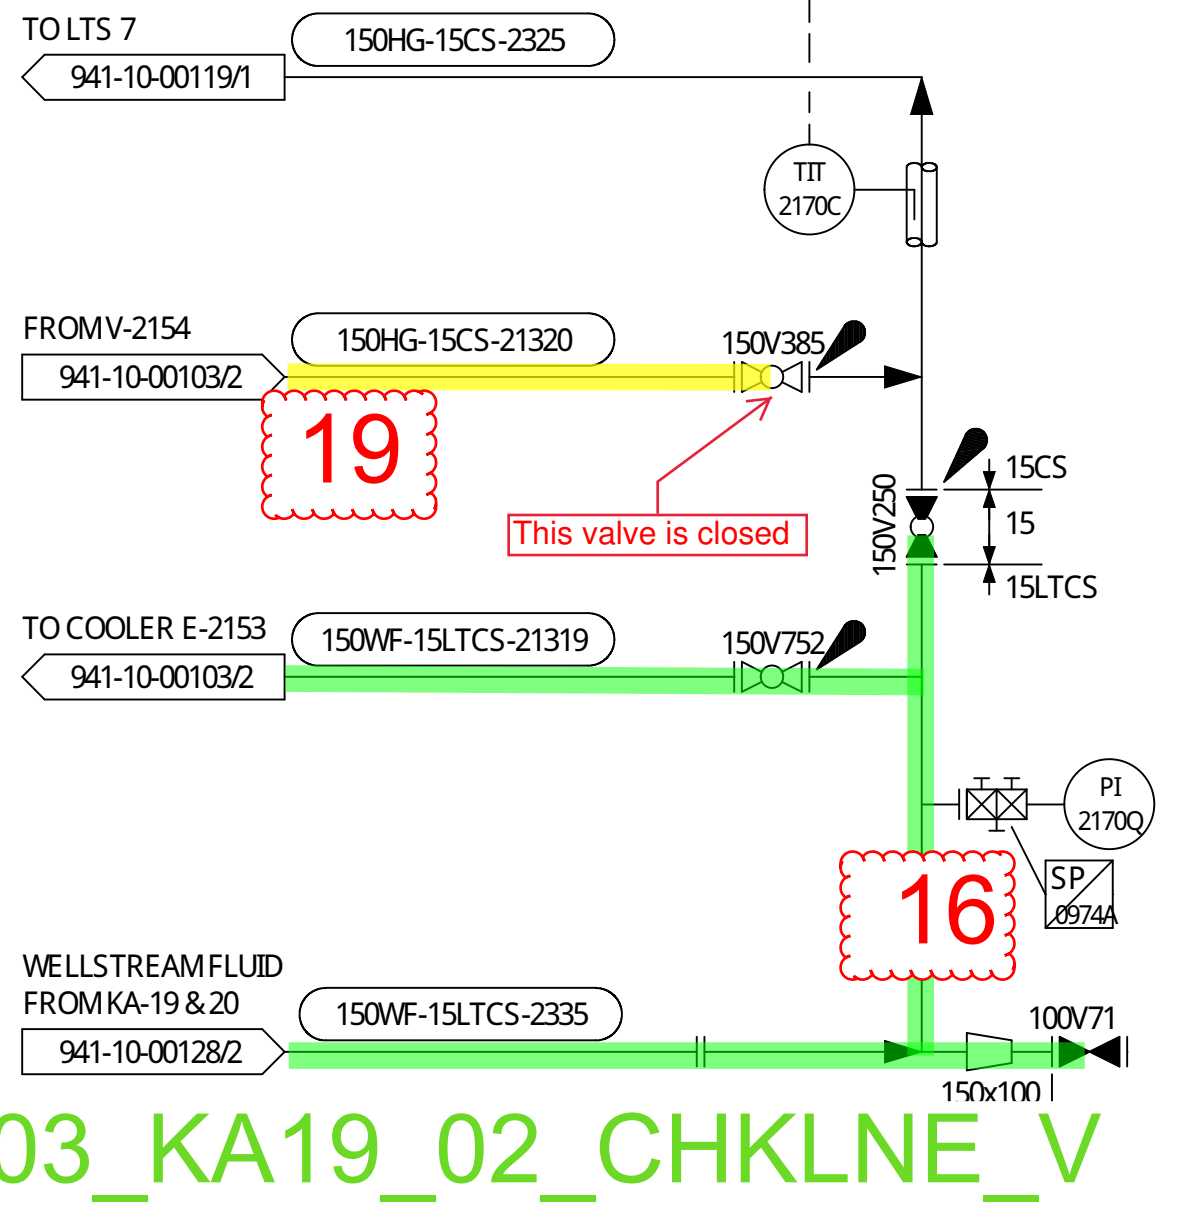 TO LTS 7
150HG-15CS-2325
941-10-00119/1
TIT
2170C
FROM V-2154
150HG-15CS-21320
150V385
941-10-00103/2
19
This valve is closed
150V250
15CS
15
15LTCS
TO COOLER E-2153
150WF-15LTCS-21319
150V752
941-10-00103/2
PI
2170Q
SP
0974A
16
WELLSTREAM FLUID
FROM KA-19 & 20
150WF-15LTCS-2335
100V71
941-10-00128/2
150x100
03_KA19_02_CHKLNE_V